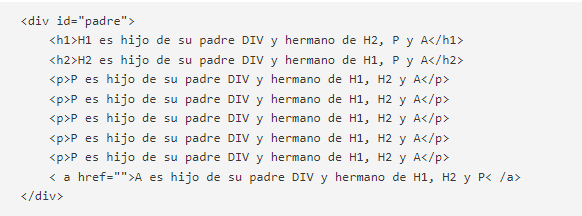 <div id="padre">
<h1>H1 es hijo de su padre DIV y hermano de H2, P y A</h1>
<h2>H2 es hijo de su padre DIV y hermano de H1, P y A</h2>
<p>P es hijo de su padre DIV y hermano de H1, H2 y A</p>
<p>P es hijo de su padre DIV y hermano de H1, H2 y A</p>
<p>P es hijo de su padre DIV y hermano de H1, H2 y A</p>
<p>P es hijo de su padre DIV y hermano de H1, H2 y A</p>
<p>P es hijo de su padre DIV y hermano de H1, H2 y A</p>
< a href="">A es hijo de su padre DIV y hermano de H1, H2 y P< /a>
</div>